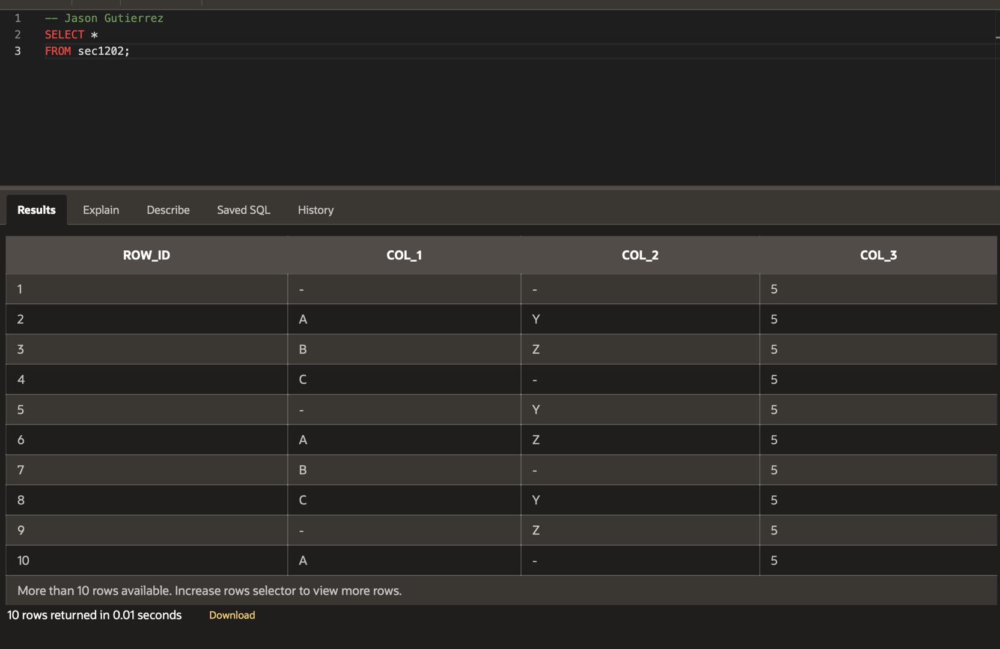 1 -- Jason Gutierrez
2 SELECT *
3 FROM sec1202;
Results Explain Describe Saved SQL History
ROW_ID COL_1 COL_2 COL_3
1 - - 5
2 A Y 5
3 B Z 5
4 C - 5
5 - Y 5
6 A Z 5
7 B - 5
8 C Y 5
9 - Z 5
10 A - 5
More than 10 rows available. Increase rows selector to view more rows.
10 rows returned in 0.01 seconds Download